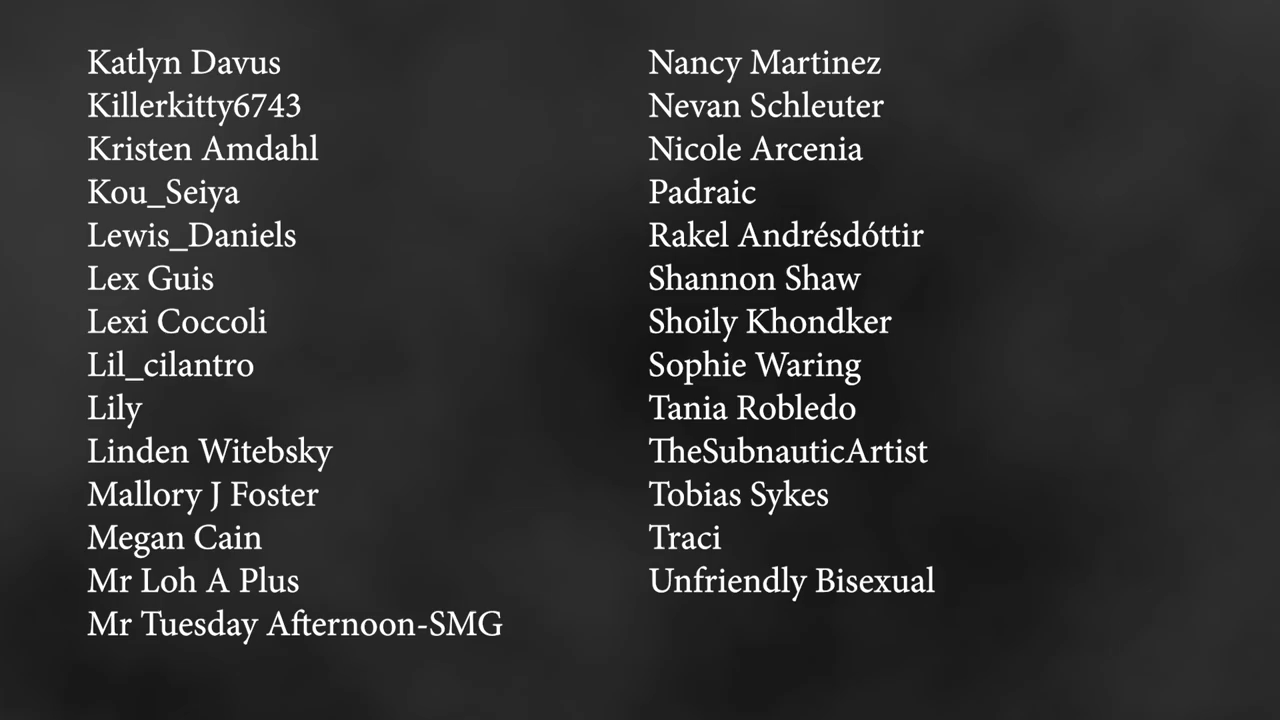 Katlyn Davus
Killerkitty6743
Kristen Amdahl
Kou_Seiya
Lewis_Daniels
Lex Guis
Lexi Coccoli
Lil_cilantro
Lily
Linden Witebsky
Mallory J Foster
Megan Cain
Mr Loh A Plus
Mr Tuesday Afternoon-SMG
Nancy Martinez
Nevan Schleuter
Nicole Arcenia
Padraic
Rakel Andrésdóttir
Shannon Shaw
Shoily Khondker
Sophie Waring
Tania Robledo
TheSubnauticArtist
Tobias Sykes
Traci
Unfriendly Bisexual